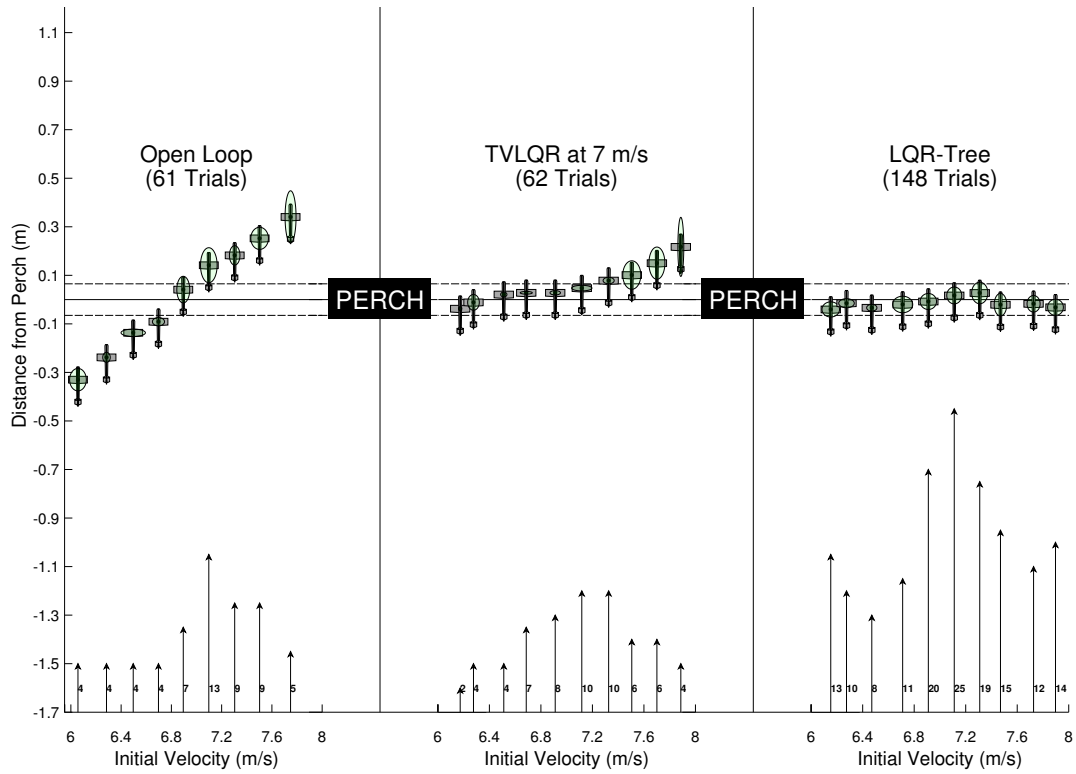 1.1
0.9
0.7
0.5
0.3
0.1
-0.1
-0.3
-0.5
-0.7
-0.9
-1.1
-1.3
-1.5
-1.7
Distance from Perch (m)
Open Loop
(61 Trials)
TVLQR at 7 m/s
(62 Trials)
LQR-Tree
(148 Trials)
PERCH
PERCH
4 4 4 4 7 13 9 9 5
2 4 4 7 8 10 10 6 6 4
13 10 8 11 20 25 19 15 12 14
6 6.4 6.8 7.2 7.6 8
6 6.4 6.8 7.2 7.6 8
6 6.4 6.8 7.2 7.6 8
Initial Velocity (m/s)
Initial Velocity (m/s)
Initial Velocity (m/s)